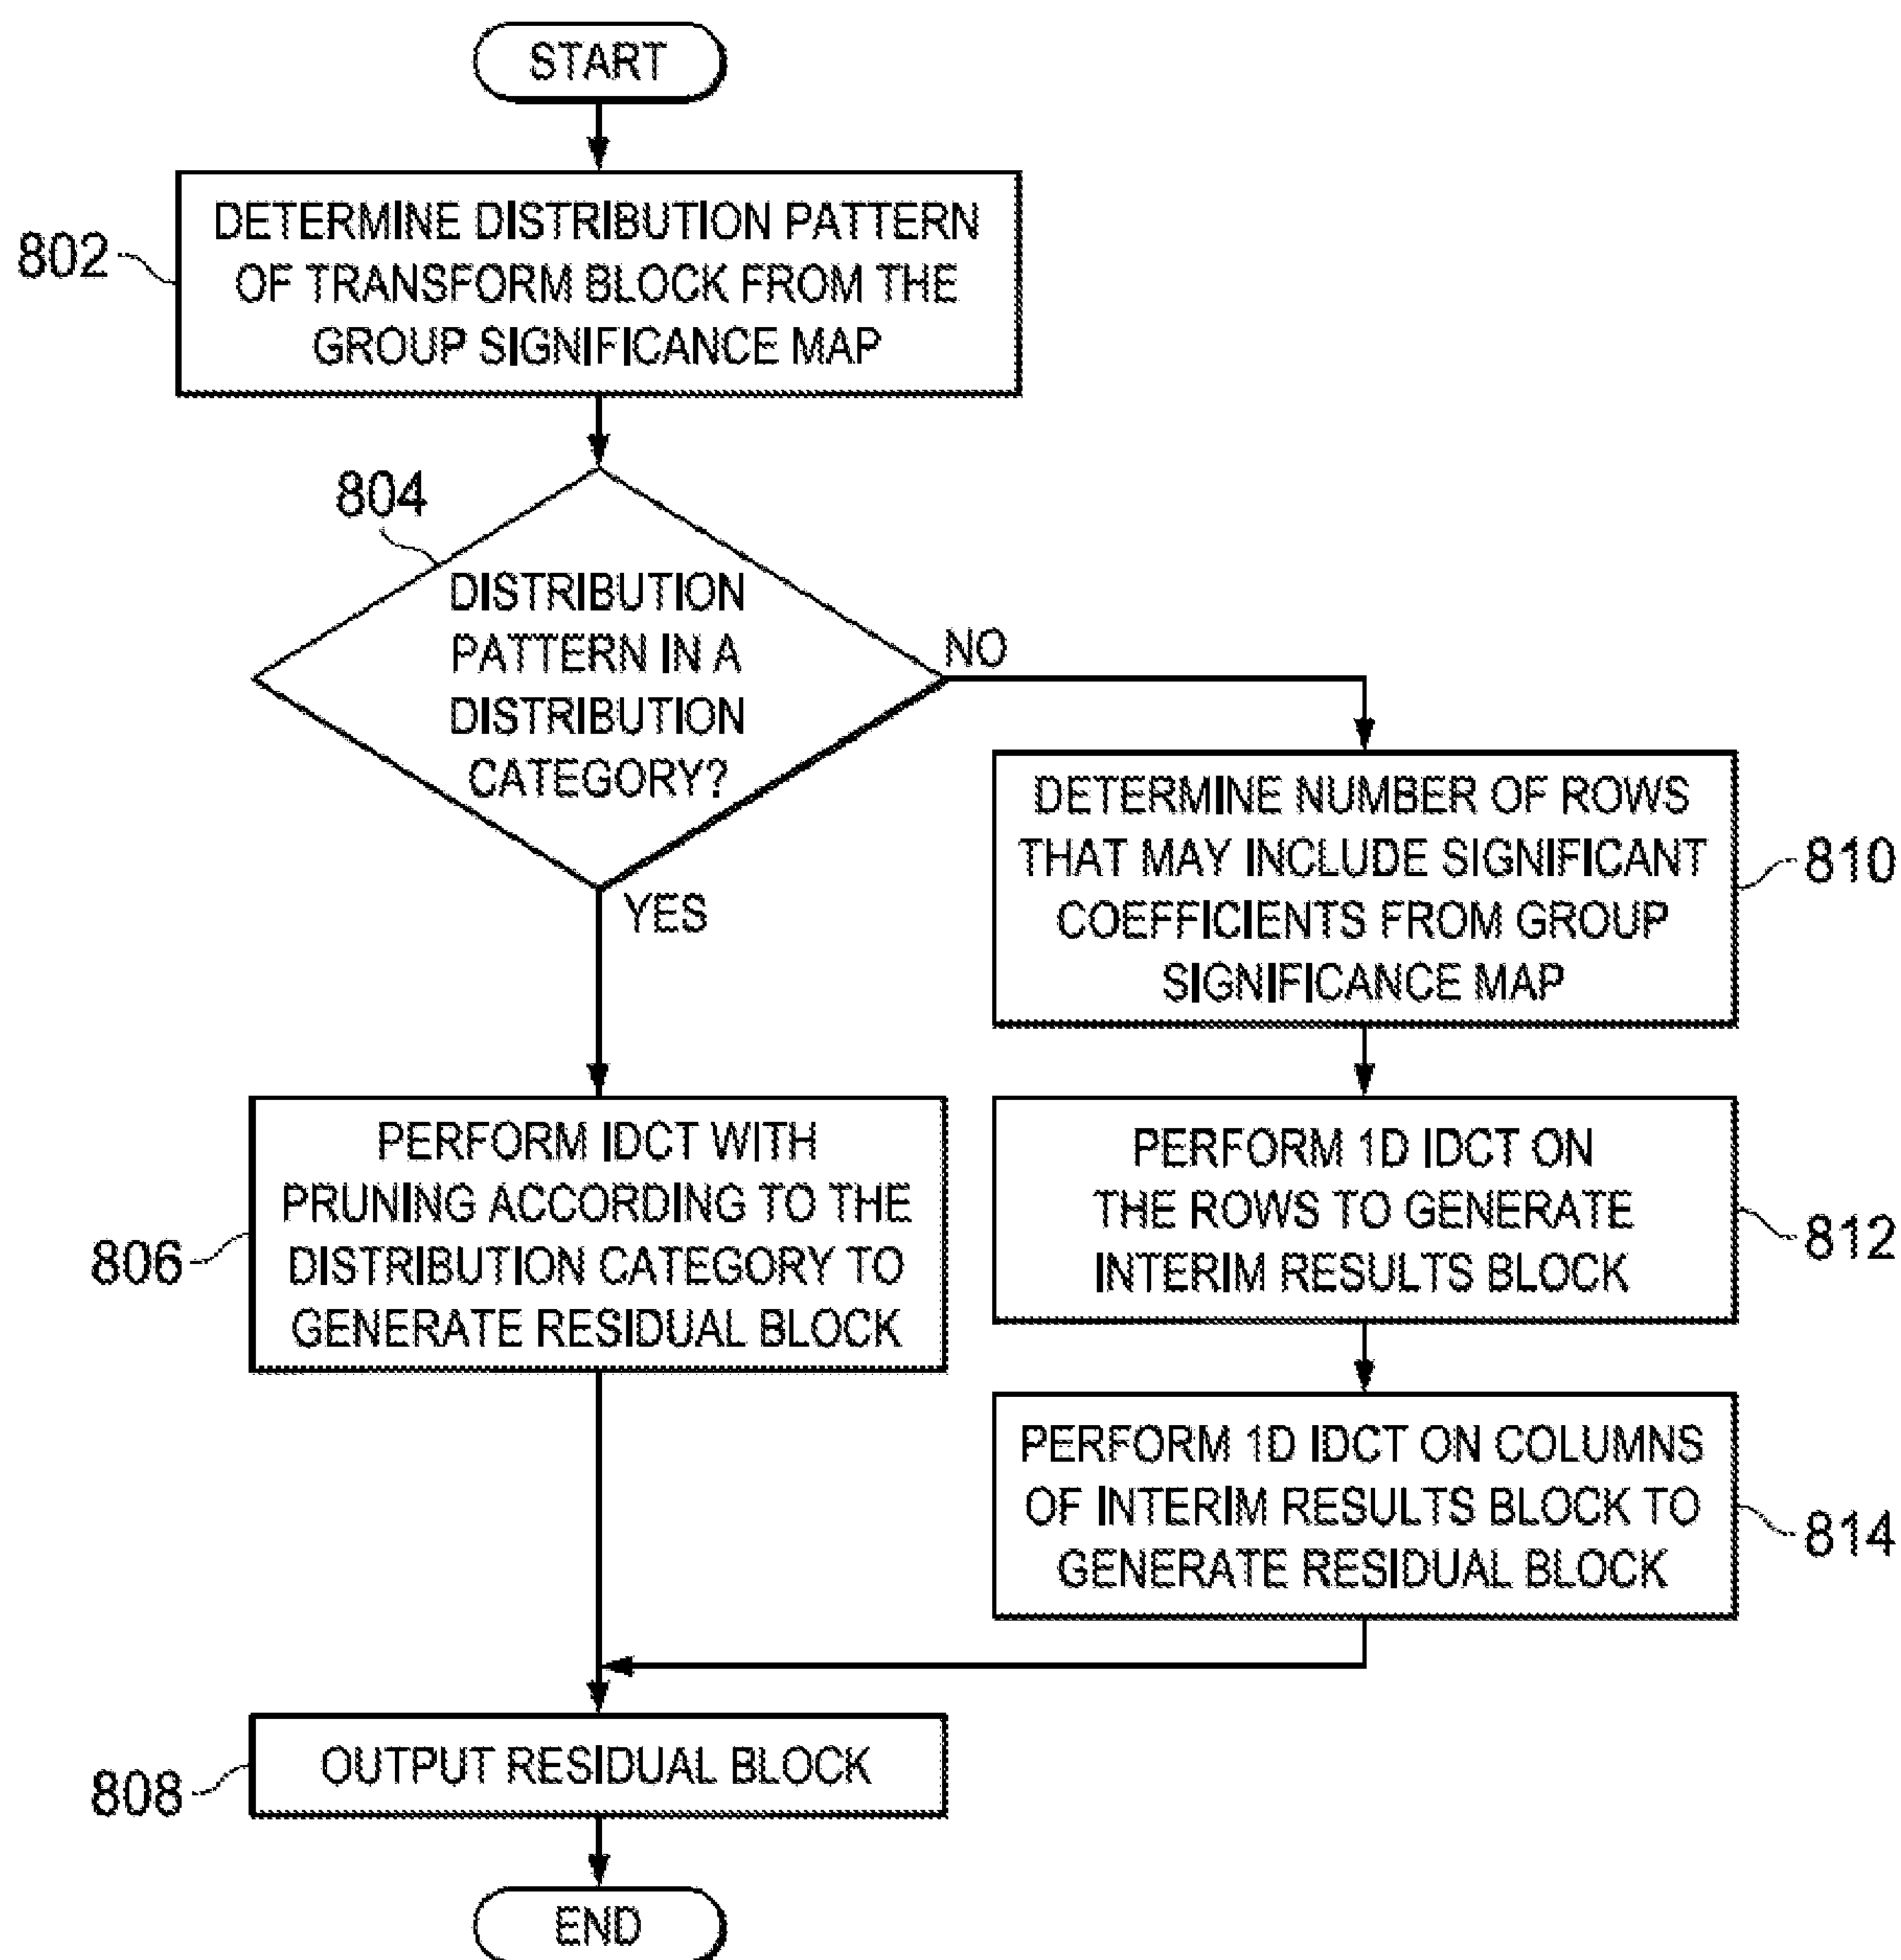 START
802
DETERMINE DISTRIBUTION PATTERN
OF TRANSFORM BLOCK FROM THE
GROUP SIGNIFICANCE MAP
804
DISTRIBUTION
PATTERN IN A
DISTRIBUTION
CATEGORY?
NO
YES
DETERMINE NUMBER OF ROWS
THAT MAY INCLUDE SIGNIFICANT
COEFFICIENTS FROM GROUP
SIGNIFICANCE MAP
810
806
PERFORM IDCT WITH
PRUNING ACCORDING TO THE
DISTRIBUTION CATEGORY TO
GENERATE RESIDUAL BLOCK
PERFORM 1D IDCT ON
THE ROWS TO GENERATE
INTERIM RESULTS BLOCK
812
PERFORM 1D IDCT ON COLUMNS
OF INTERIM RESULTS BLOCK TO
GENERATE RESIDUAL BLOCK
814
808
OUTPUT RESIDUAL BLOCK
END